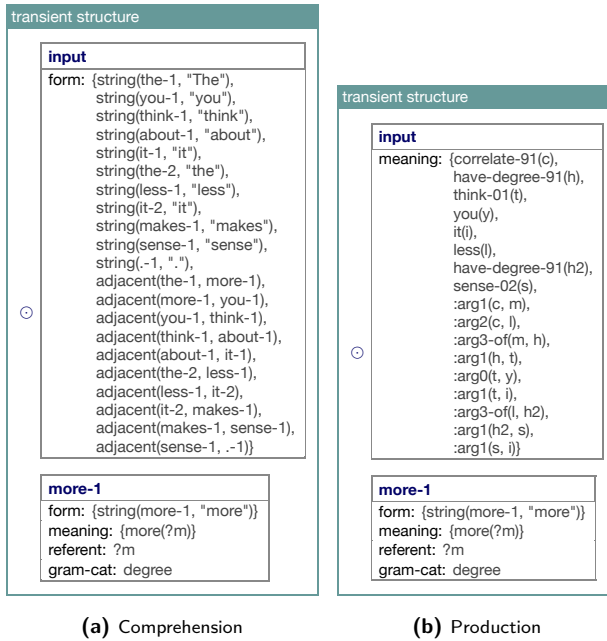 transient structure
input
form: {string(the-1, "The"),
string(you-1, "you"),
string(think-1, "think"),
string(about-1, "about"),
string(it-1, "it"),
string(the-2, "the"),
string(less-1, "less"),
string(it-2, "it"),
string(makes-1, "makes"),
string(sense-1, "sense"),
string(.-1, "."),
adjacent(the-1, more-1),
adjacent(more-1, you-1),
adjacent(you-1, think-1),
adjacent(think-1, about-1),
adjacent(about-1, it-1),
adjacent(the-2, less-1),
adjacent(less-1, it-2),
adjacent(it-2, makes-1),
adjacent(makes-1, sense-1),
adjacent(sense-1, .-1)}
more-1
form: {string(more-1, "more")}
meaning: {more(?m)}
referent: ?m
gram-cat: degree
(a) Comprehension
transient structure
input
meaning: {correlate-91(c),
have-degree-91(h),
think-01(t),
you(y),
it(i),
less(l),
have-degree-91(h2),
sense-02(s),
:arg1(c, m),
:arg2(c, l),
:arg3-of(m, h),
:arg1(h, t),
:arg0(t, y),
:arg1(t, i),
:arg3-of(l, h2),
:arg1(h2, s),
:arg1(s, i)}
more-1
form: {string(more-1, "more")}
meaning: {more(?m)}
referent: ?m
gram-cat: degree
(b) Production